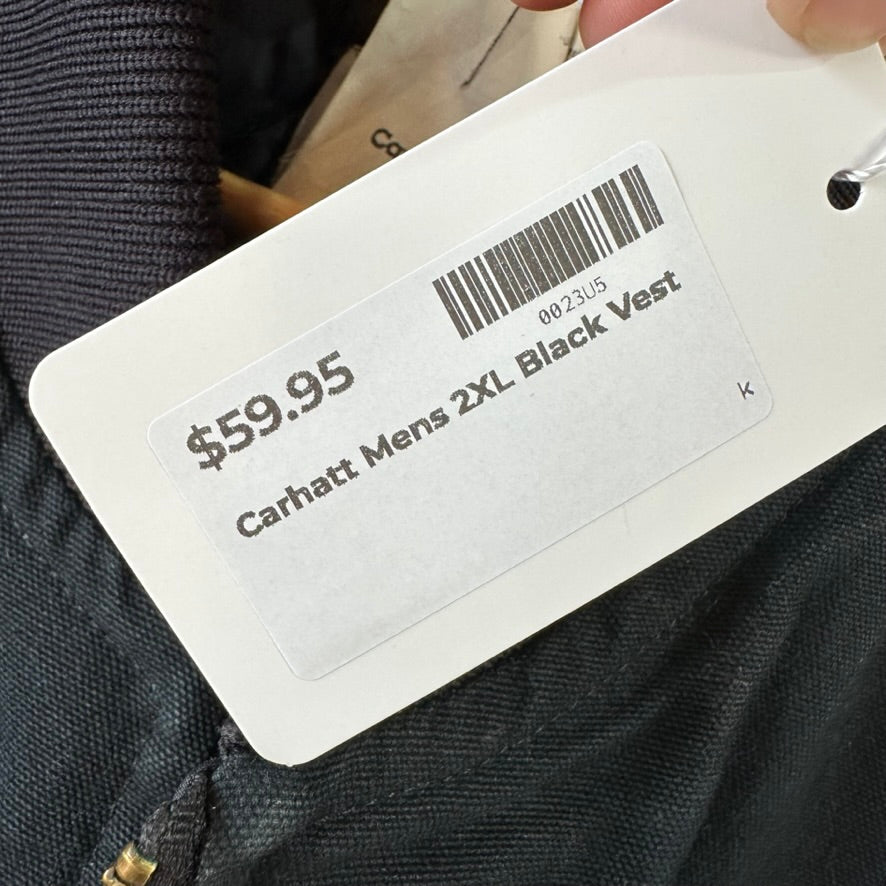 0023U5
$59.95
Carhatt Mens 2XL Black Vest
k